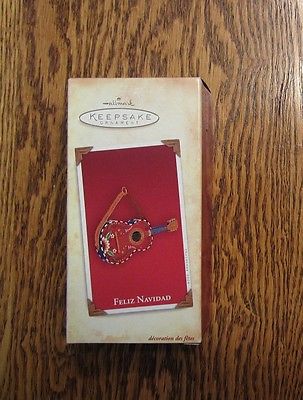 Hallmark
KEEPSAKE
ORNAMENT
FELIZ NAVIDAD
décoration des fêtes